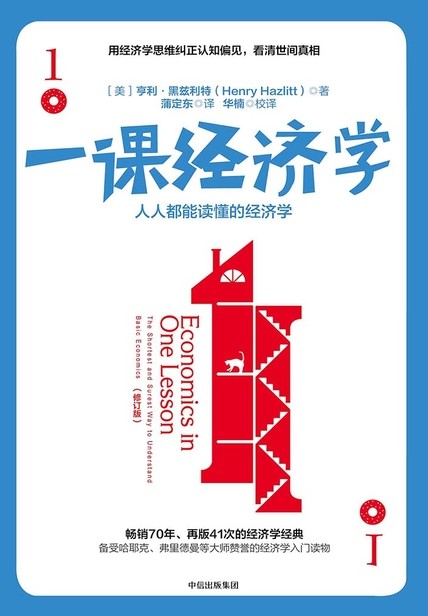 1
用经济学思维纠正认知偏见，看清世间真相
［美］亨利·黑兹利特（Henry Hazlitt）◎著
蒲定东◎译 华楠◎校译
一课经济学
人人都能读懂的经济学
Economics in
One Lesson
The Shortest and Surest Way to Understand
Basic Economics
（修订版）
畅销70年、再版41次的经济学经典
备受哈耶克、弗里德曼等大师赞誉的经济学入门读物
1
中信出版集团